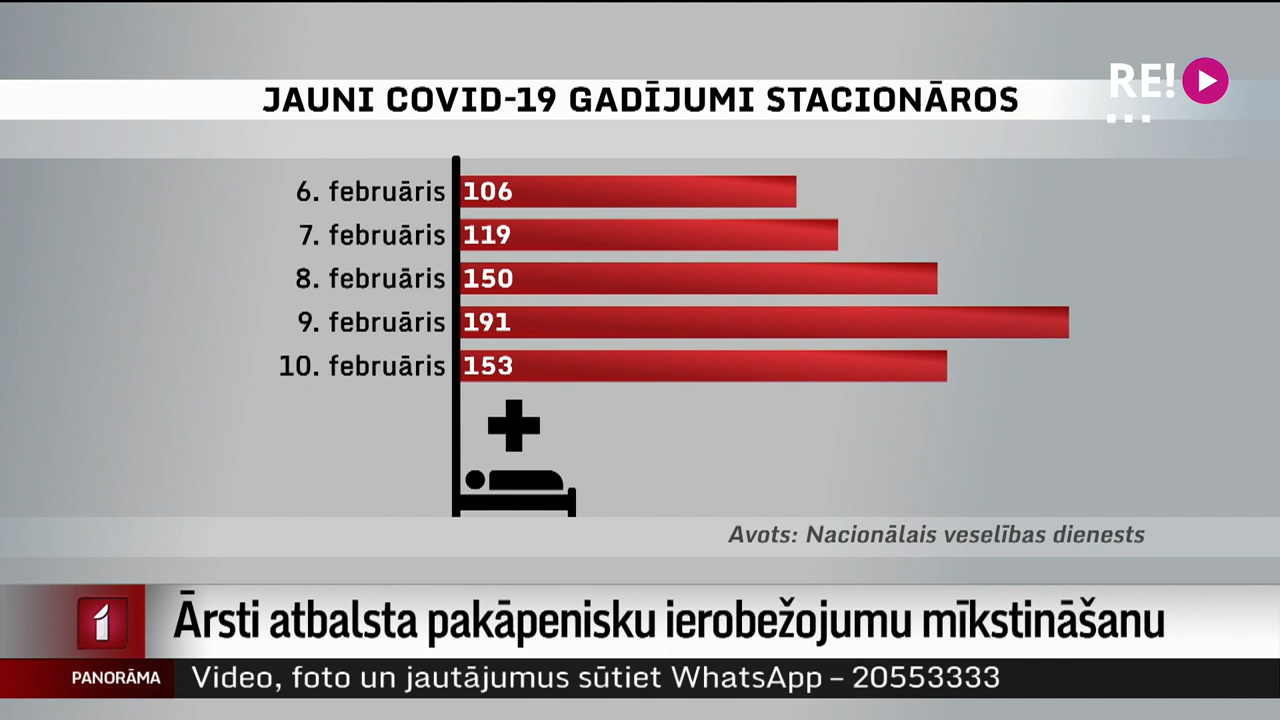 JAUNI COVID-19 GADĪJUMI STACIONĀROS
RE!
6. februāris 106
7. februāris 119
8. februāris 150
9. februāris 191
10. februāris 153
Avots: Nacionālais veselības dienests
1 Ārsti atbalsta pakāpenisku ierobežojumu mīkstināšanu
PANORĀMA Video, foto un jautājumus sūtiet WhatsApp – 20553333